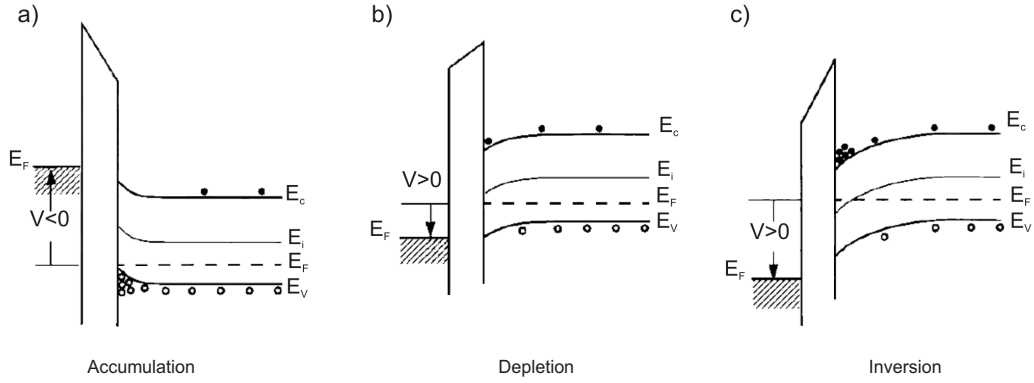 a)
E_F
V<0
E_c
E_i
E_F
E_V
Accumulation
b)
V>0
E_F
E_c
E_i
E_F
E_V
Depletion
c)
V>0
E_F
E_c
E_i
E_F
E_V
Inversion